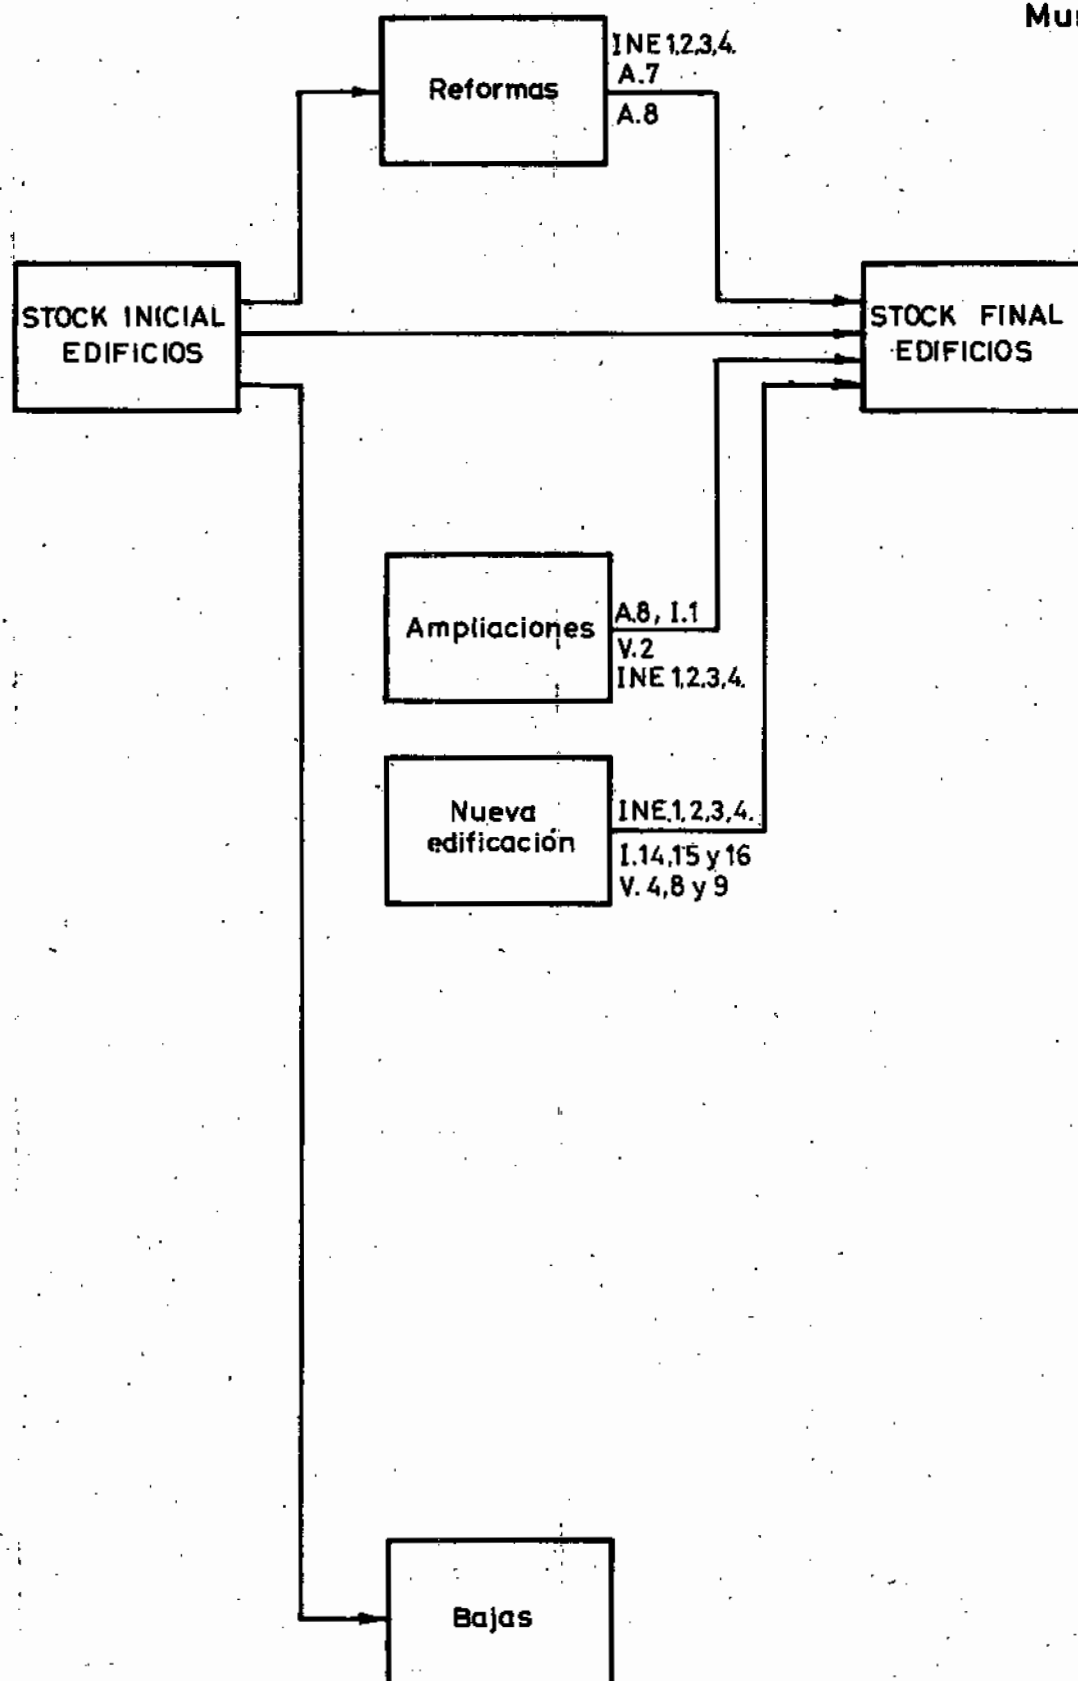 INE 1,2,3,4.
Reformas
A.7
A.8
STOCK INICIAL
EDIFICIOS
STOCK FINAL
EDIFICIOS
Ampliaciones
A.8, I.1
V.2
INE 1,2,3,4.
Nueva
edificación
INE.1,2,3,4.
I.14,15 y 16
V. 4,8 y 9
Bajas